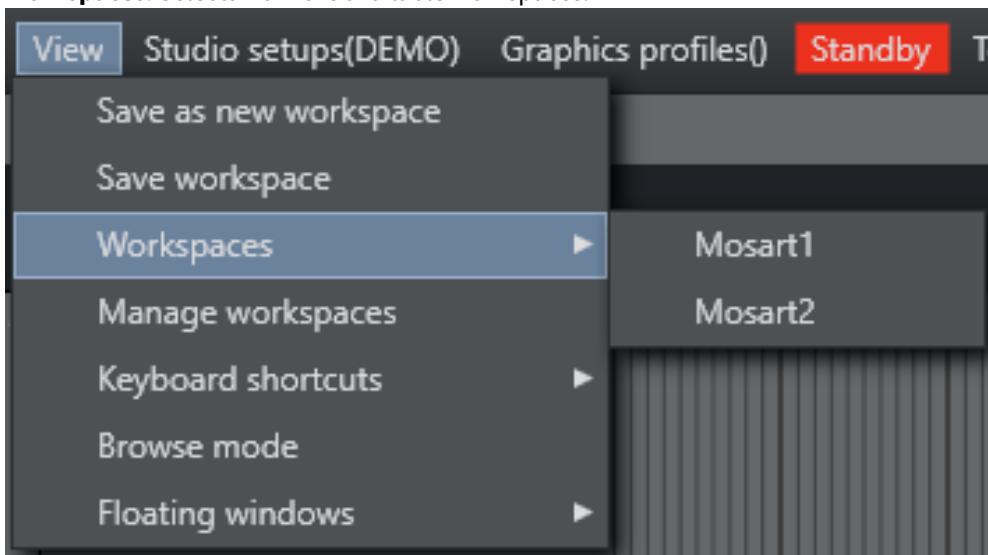 View Studio setups(DEMO) Graphics profiles() Standby
Save as new workspace
Save workspace
Workspaces
Mosart1
Mosart2
Manage workspaces
Keyboard shortcuts
Browse mode
Floating windows